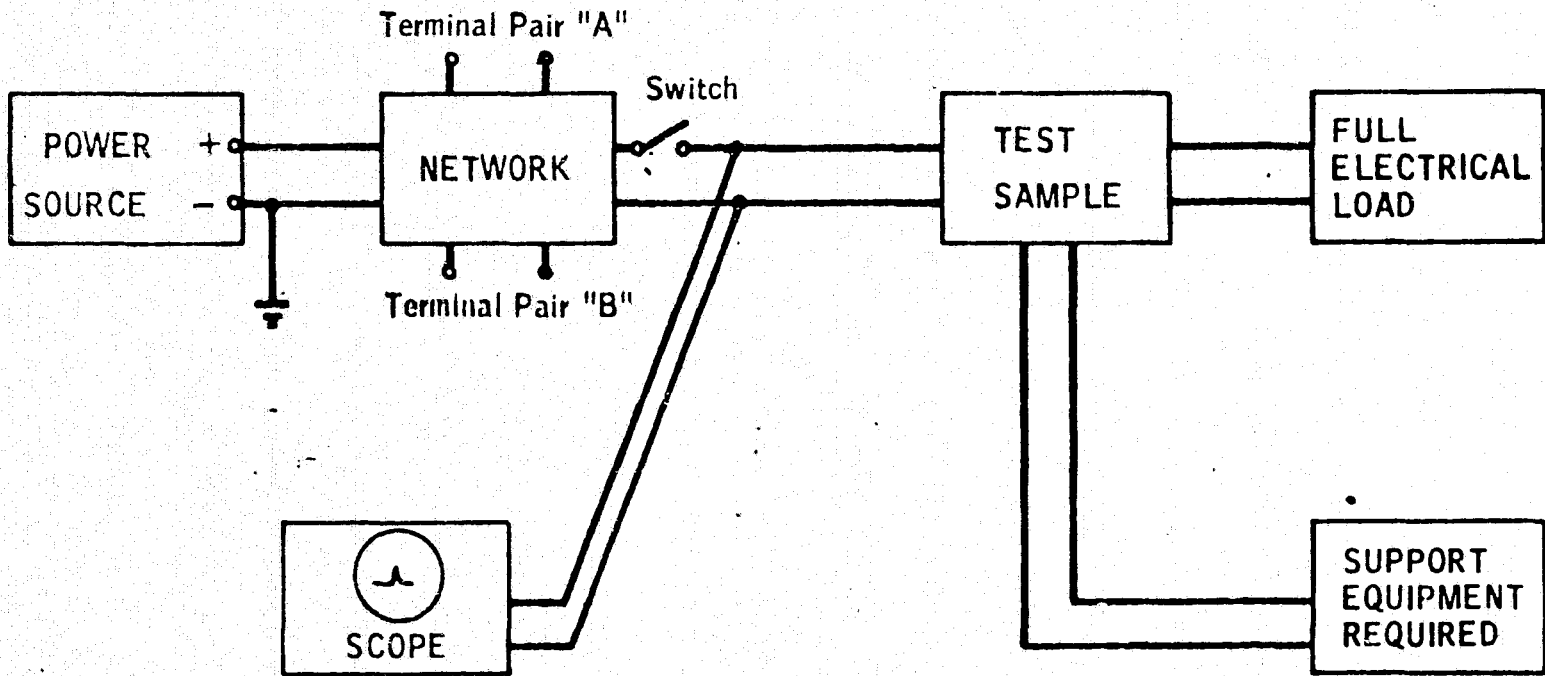 Terminal Pair "A"
Switch
POWER +
SOURCE -
NETWORK
TEST
SAMPLE
FULL
ELECTRICAL
LOAD
Terminal Pair "B"
SCOPE
SUPPORT
EQUIPMENT
REQUIRED